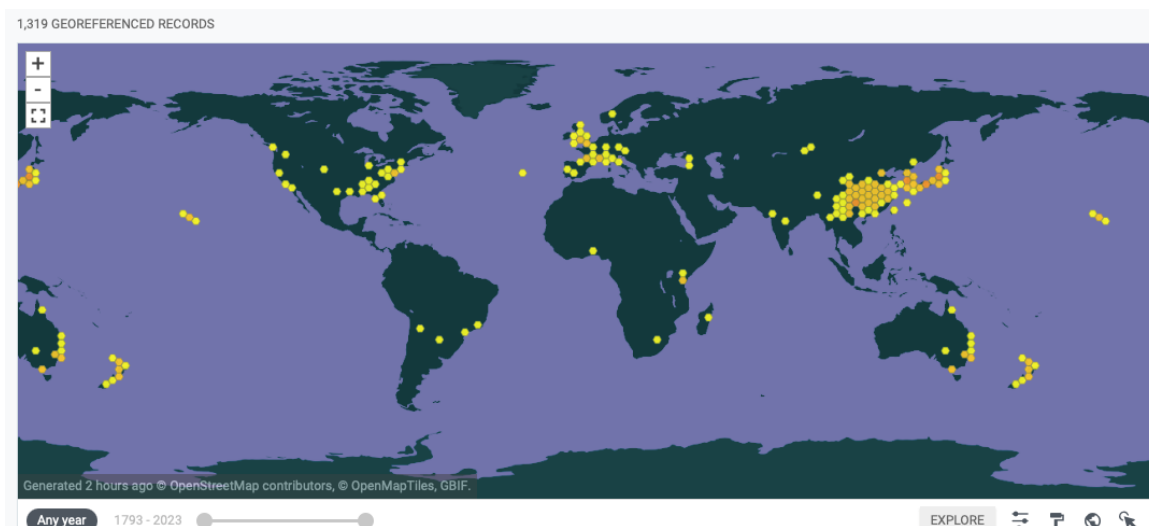 1,319 GEOREFERENCED RECORDS
+
-
Generated 2 hours ago © OpenStreetMap contributors, © OpenMapTiles, GBIF.
Any year 1793 - 2023 EXPLORE